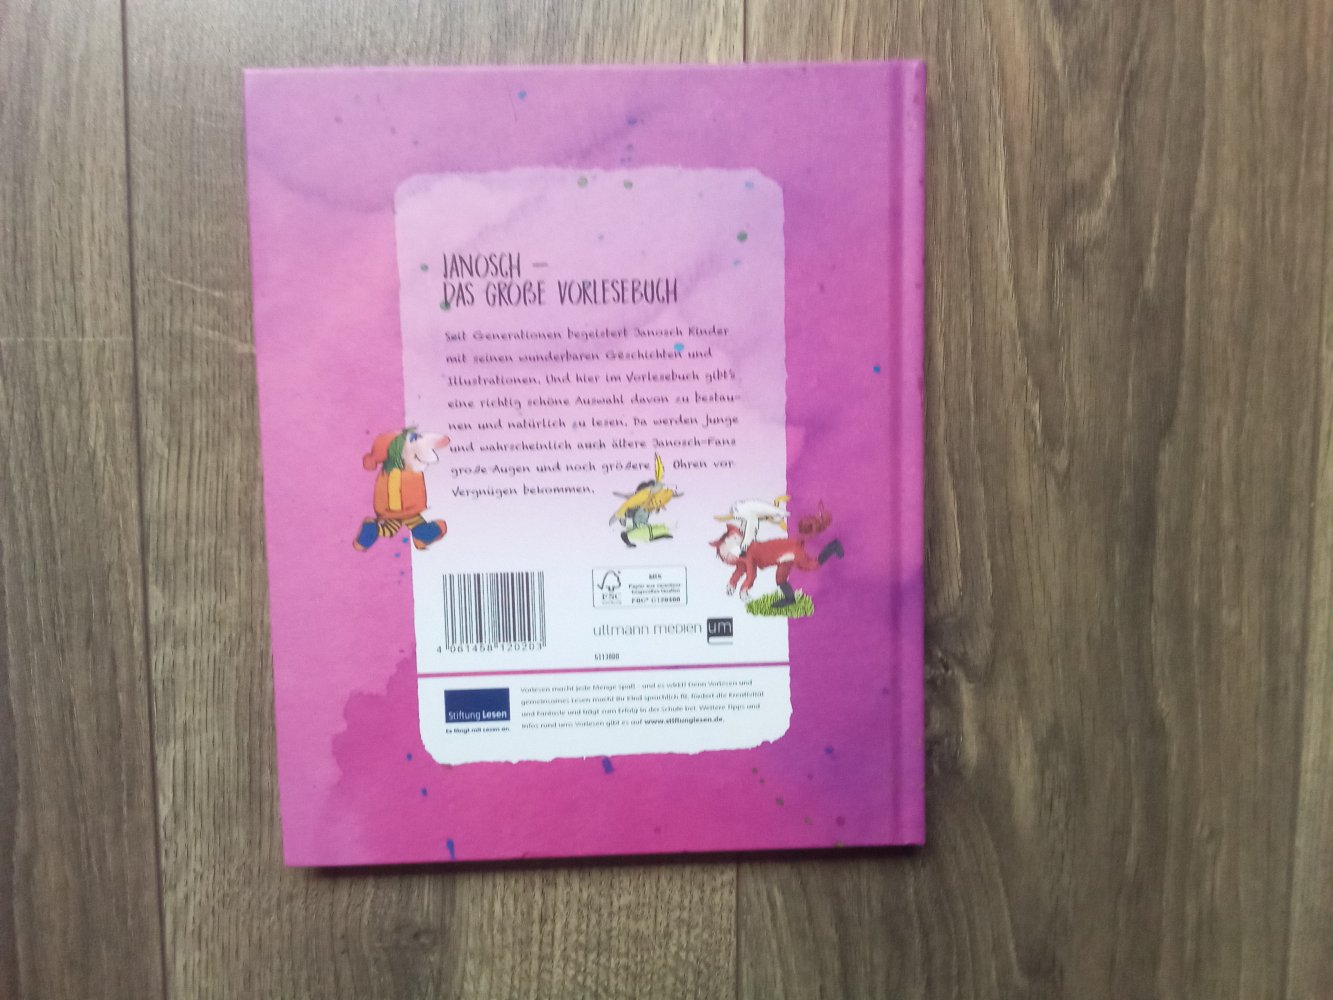 JANOSCH –
DAS GROßE VORLESEBUCH
Seit Generationen begeistert Janosch Kinder
mit seinen wunderbaren Geschichten und
Illustrationen. Und hier im Vorlesebuch gibt's
eine richtig schöne Auswahl davon zu bestau-
nen und natürlich zu lesen. Da werden junge
und wahrscheinlich auch ältere Janosch-Fans
große Augen und noch größere Ohren vor
Vergnügen bekommen.
FSC
MIX
Papier aus
FSC®
4 061458 120203
ullmann medien um
Stiftung Lesen
Es fängt mit Lesen an.
Vorlesen macht jede Menge Spaß – und es wirkt! Denn Vorlesen und
gemeinsames Lesen macht Ihr Kind sprachlich fit, fördert die Kreativität
und Fantasie und trägt zum Erfolg in der Schule bei. Weitere Tipps und
Infos rund ums Vorlesen gibt es auf www.stiftunglesen.de.